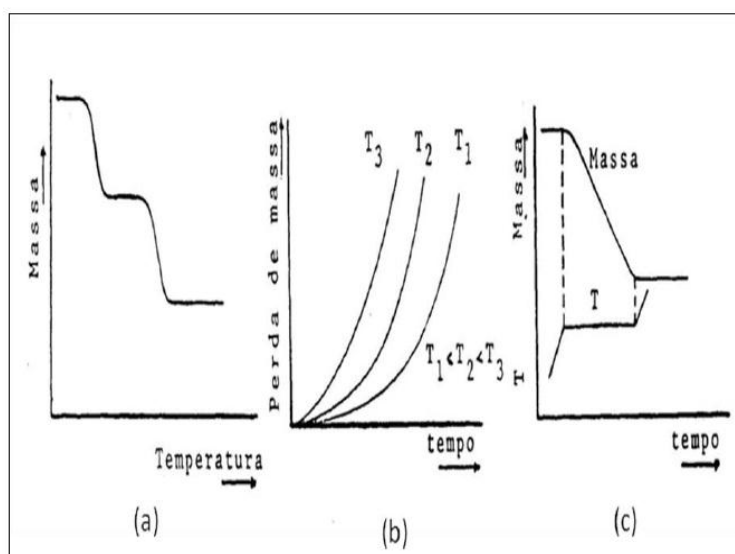 Massa
Temperatura
(a)
Perda de massa
T3
T2
T1
T1<T2<T3
tempo
(b)
Massa
T
Massa
T
tempo
(c)